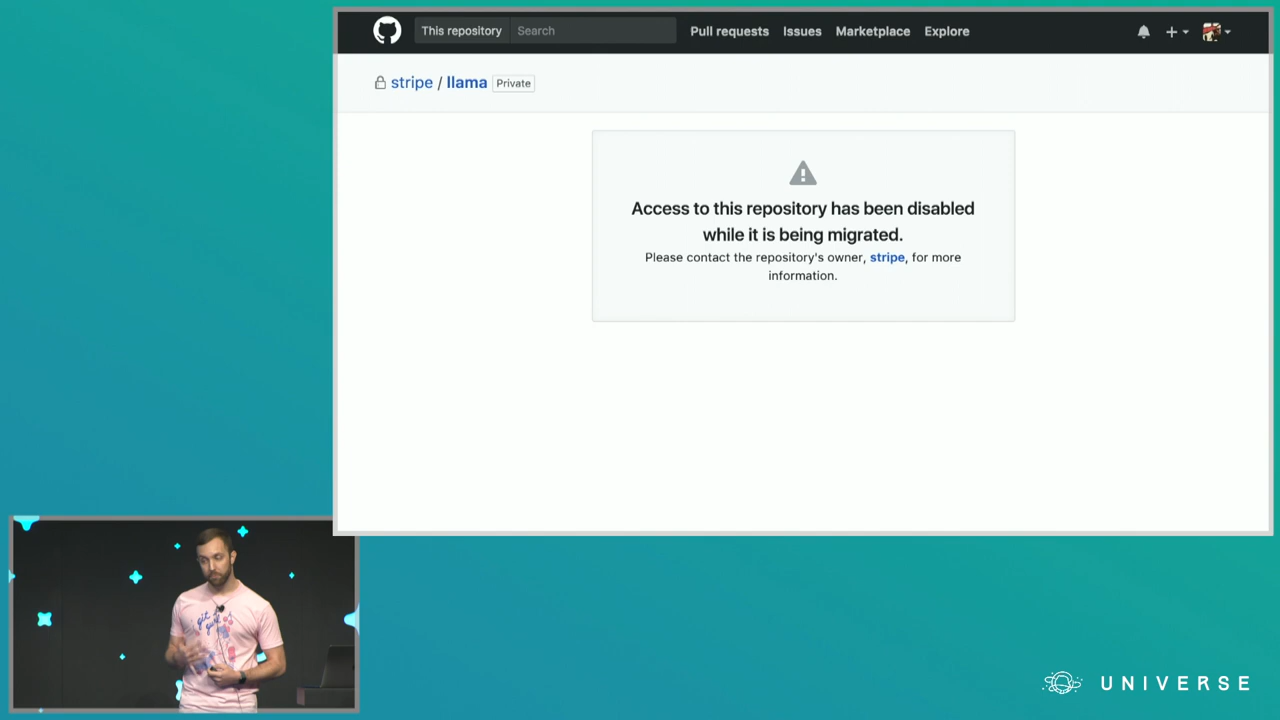 This repository Search Pull requests Issues Marketplace Explore
stripe / llama Private
Access to this repository has been disabled
while it is being migrated.
Please contact the repository's owner, stripe, for more
information.
UNIVERSE